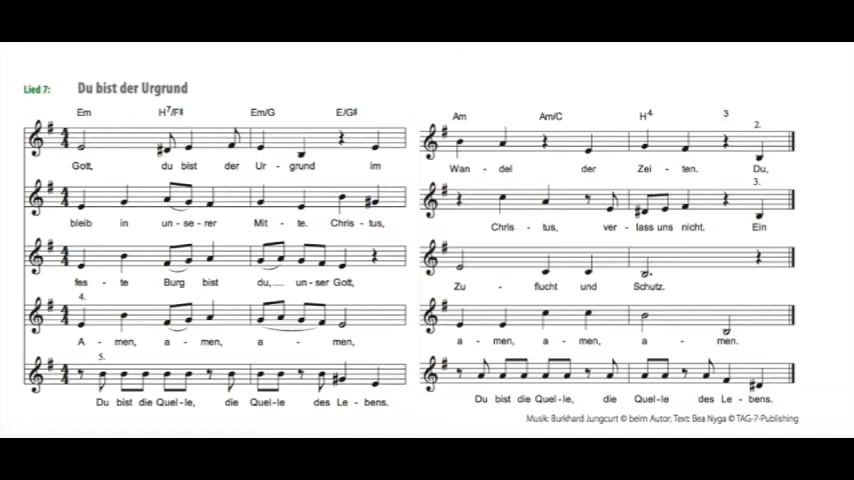 Lied 7: Du bist der Urgrund
Em H7/F# Em/G E/G#
Gott, du bist der Ur - grund im
bleib in un - se - rer Mit - te. Chris - tus,
fes - te Burg bist du,___ un - ser Gott,
4.
A - men, a - men, a - men,
5.
Du bist die Quel - le, die Quel - le des Le - bens.
Am Am/C H4 3
2.
Wan - del der Zei - ten. Du,
3.
Chris - tus, ver - lass uns nicht. Ein
Zu - flucht und Schutz.
a - men, a - men, a - men.
Du bist die Quel - le, die Quel - le des Le - bens.
Musik: Burkhard Jungcurt © beim Autor; Text: Bea Nyga © TAG-7-Publishing